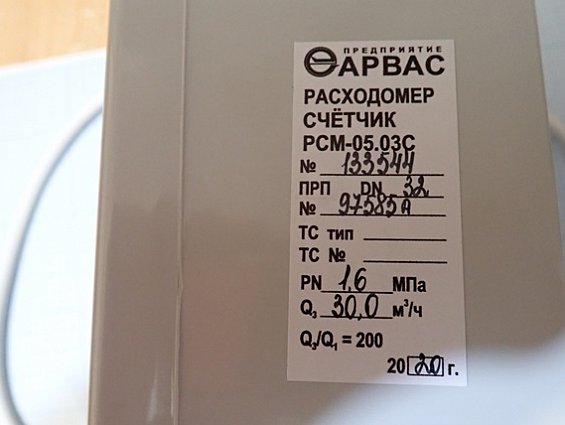 ПРЕДПРИЯТИЕ
АРВАС
РАСХОДОМЕР
СЧЁТЧИК
РСМ-05.03С
№ 133544
ПРП DN 32
№ 97585А
ТС тип
ТС №
PN 1,6 МПа
Q₃ 30,0 м³/ч
Q₃/Q₁ = 200
2020 г.